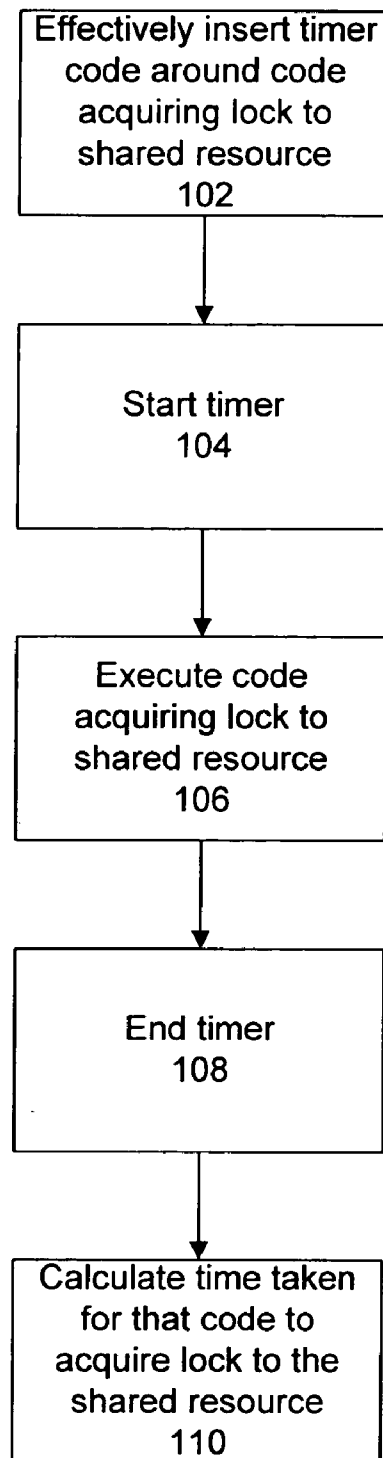 Effectively insert timer
code around code
acquiring lock to
shared resource
102
Start timer
104
Execute code
acquiring lock to
shared resource
106
End timer
108
Calculate time taken
for that code to
acquire lock to the
shared resource
110